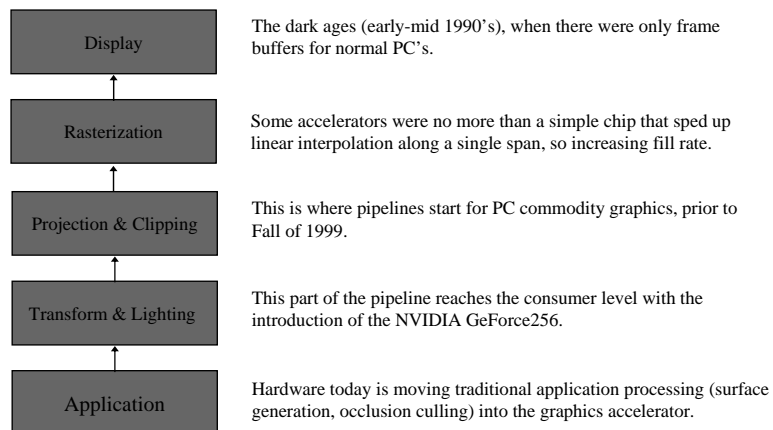 Display
The dark ages (early-mid 1990's), when there were only frame
buffers for normal PC's.
Rasterization
Some accelerators were no more than a simple chip that sped up
linear interpolation along a single span, so increasing fill rate.
Projection & Clipping
This is where pipelines start for PC commodity graphics, prior to
Fall of 1999.
Transform & Lighting
This part of the pipeline reaches the consumer level with the
introduction of the NVIDIA GeForce256.
Application
Hardware today is moving traditional application processing (surface
generation, occlusion culling) into the graphics accelerator.